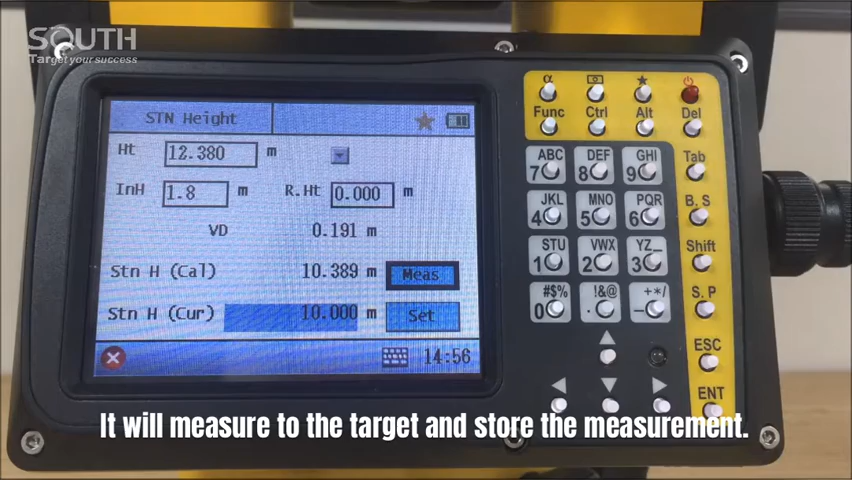 SOUTH
Target your success
STN Height
Ht 12.380 m
InH 1.8 m R.Ht 0.000 m
VD 0.191 m
Stn H (Cal) 10.389 m Meas
Stn H (Cur) 10.000 m Set
14:56
α ★
Func Ctrl Alt Del
ABC DEF GHI Tab
7 8 9
JKL MNO PQR B.S
4 5 6
STU VWX YZ_ Shift
1 2 3
#$% !@& +*/ S.P
0 . -
ESC
ENT
It will measure to the target and store the measurement.